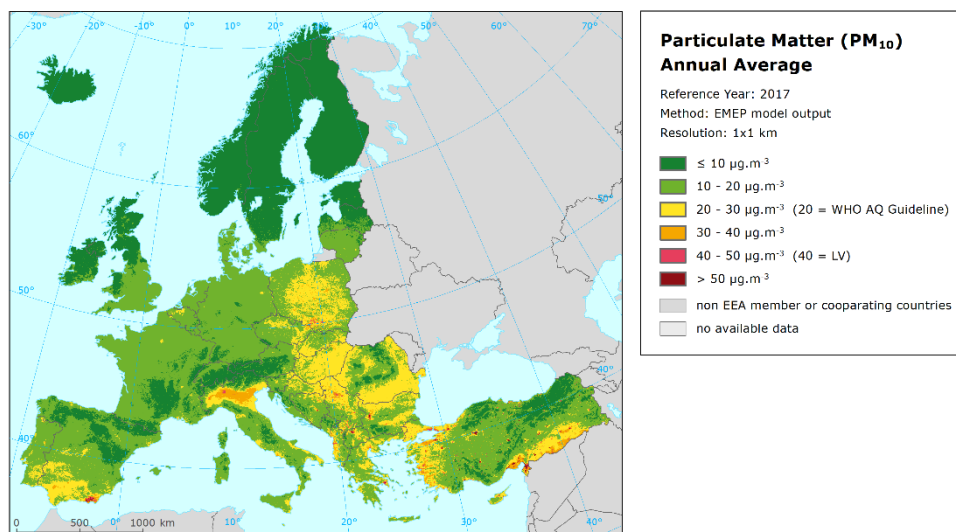 -30° -20° -10° 0° 10° 20° 30° 40° 50° 60° 70°
60°
50°
50°
40°
40°
0 500 1000 km
0° 10° 20° 30° 40°
Particulate Matter (PM₁₀)
Annual Average
Reference Year: 2017
Method: EMEP model output
Resolution: 1x1 km
≤ 10 µg.m⁻³
10 - 20 µg.m⁻³
20 - 30 µg.m⁻³ (20 = WHO AQ Guideline)
30 - 40 µg.m⁻³
40 - 50 µg.m⁻³ (40 = LV)
> 50 µg.m⁻³
non EEA member or cooparating countries
no available data